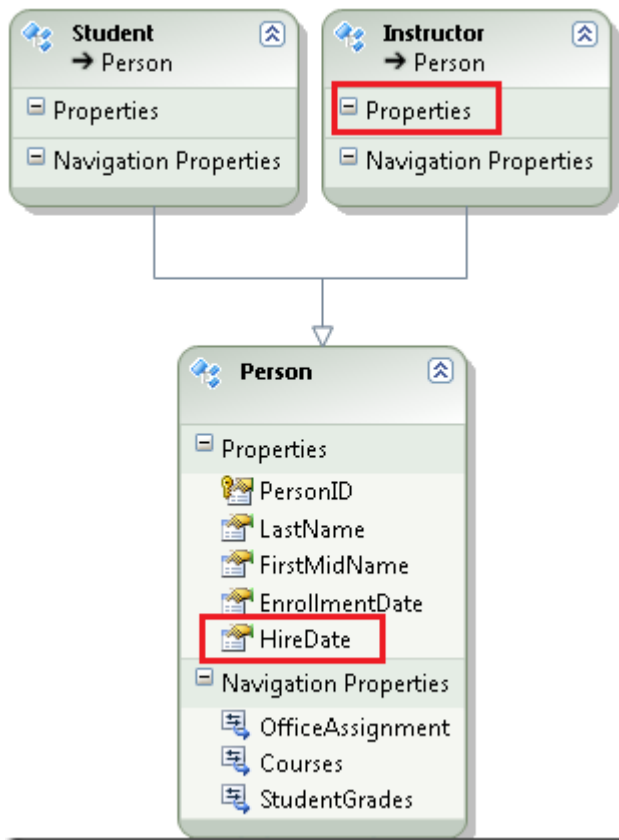 Student
→ Person
Properties
Navigation Properties
Instructor
→ Person
Properties
Navigation Properties
Person
Properties
PersonID
LastName
FirstMidName
EnrollmentDate
HireDate
Navigation Properties
OfficeAssignment
Courses
StudentGrades